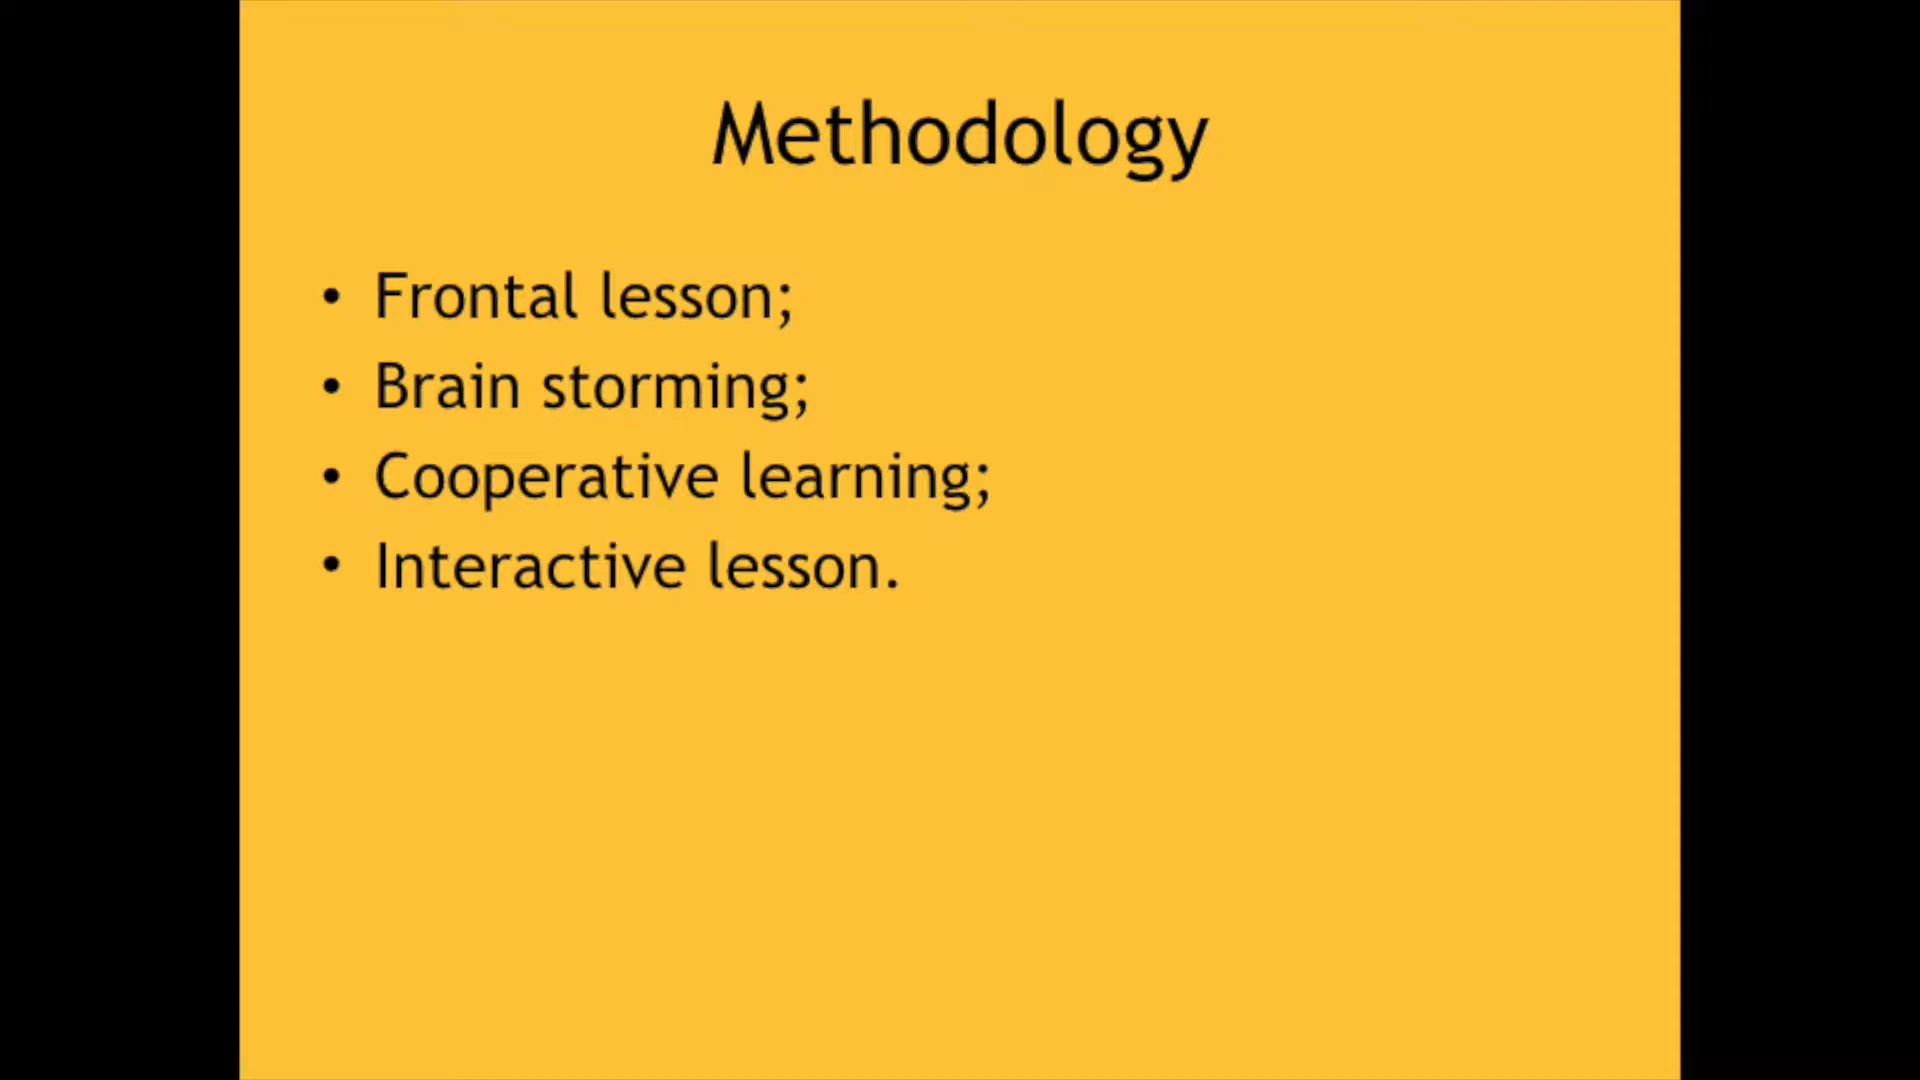 Methodology
• Frontal lesson;
• Brain storming;
• Cooperative learning;
• Interactive lesson.